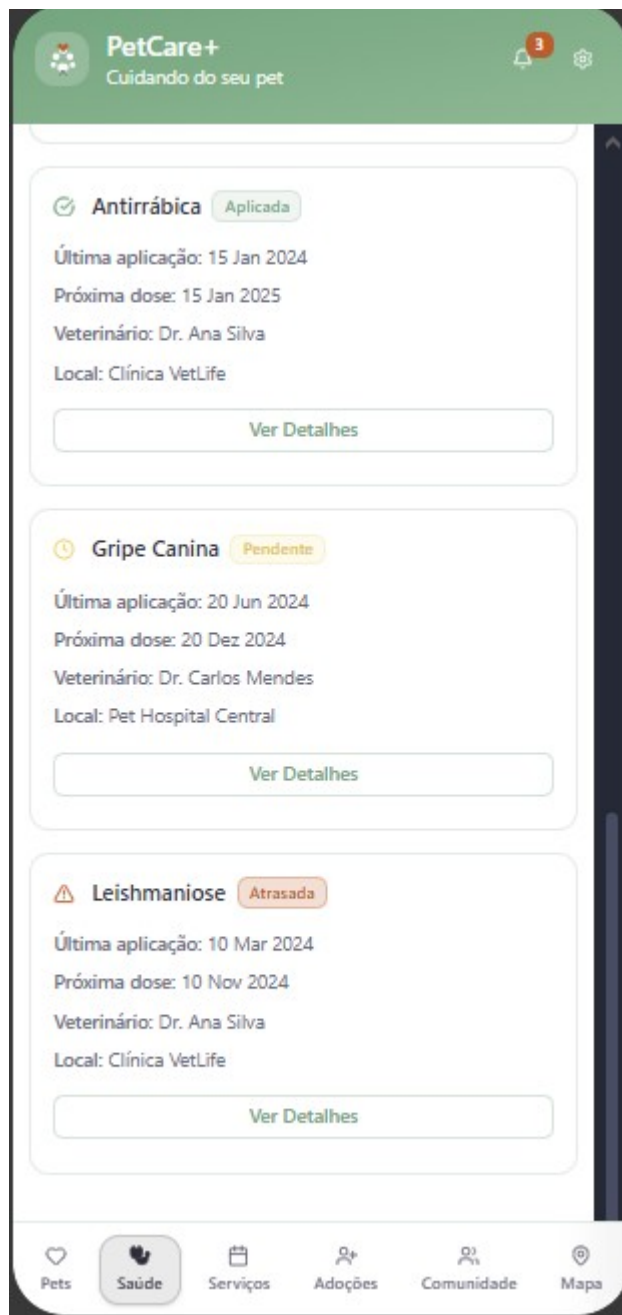 PetCare+
Cuidando do seu pet
3
Antirrábica Aplicada
Última aplicação: 15 Jan 2024
Próxima dose: 15 Jan 2025
Veterinário: Dr. Ana Silva
Local: Clínica VetLife
Ver Detalhes
Gripe Canina Pendente
Última aplicação: 20 Jun 2024
Próxima dose: 20 Dez 2024
Veterinário: Dr. Carlos Mendes
Local: Pet Hospital Central
Ver Detalhes
Leishmaniose Atrasada
Última aplicação: 10 Mar 2024
Próxima dose: 10 Nov 2024
Veterinário: Dr. Ana Silva
Local: Clínica VetLife
Ver Detalhes
Pets Saúde Serviços Adoções Comunidade Mapa